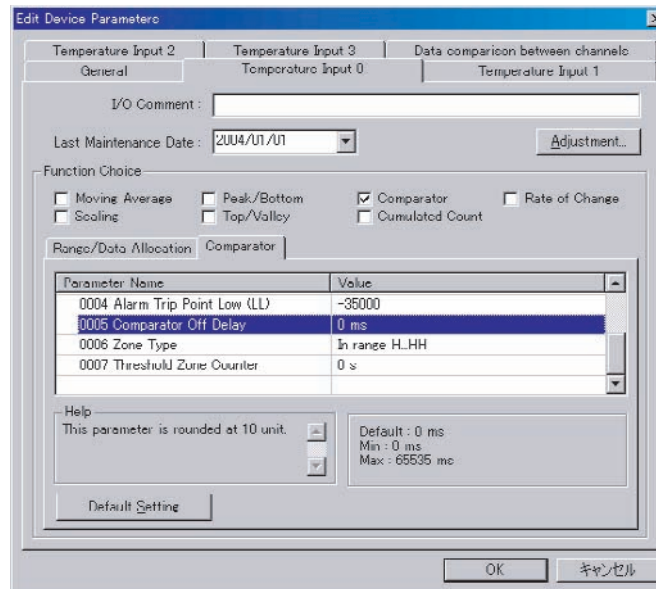 Edit Device Parameters
Temperature Input 2 Temperature Input 3 Data comparison between channels
General Temperature Input 0 Temperature Input 1
I/O Comment :
Last Maintenance Date : 2004/01/01 Adjustment...
Function Choice
Moving Average Peak/Bottom Comparator Rate of Change
Scaling Top/Valley Cumulated Count
Range/Data Allocation Comparator
Parameter Name Value
0004 Alarm Trip Point Low (LL) -35000
0005 Comparator Off Delay 0 ms
0006 Zone Type In range H...HH
0007 Threshold Zone Counter 0 s
Help
This parameter is rounded at 10 unit.
Default : 0 ms
Min : 0 ms
Max : 65535 ms
Default Setting
OK キャンセル